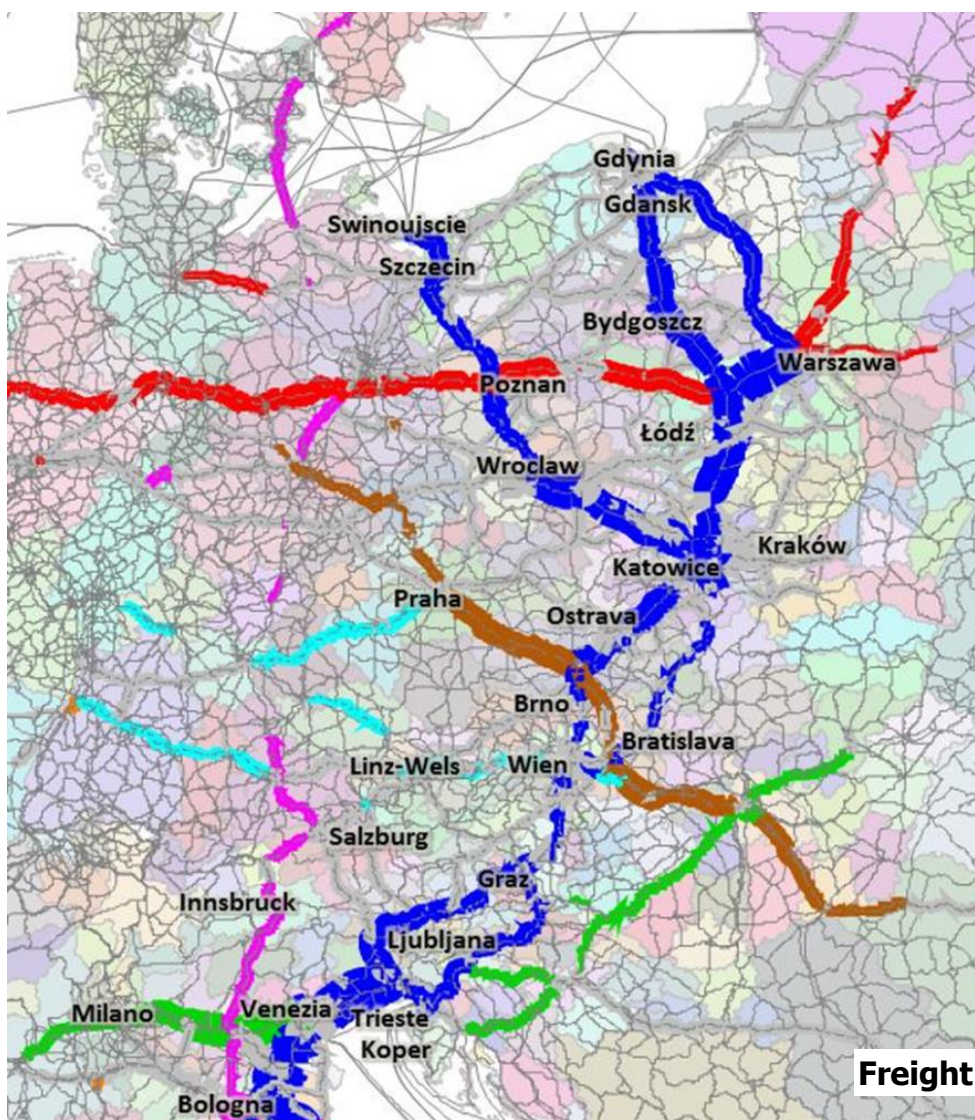 Gdynia
Gdansk
Swinoujscie
Szczecin
Bydgoszcz
Warszawa
Poznan
Łódź
Wroclaw
Kraków
Katowice
Praha
Ostrava
Brno
Bratislava
Linz-Wels
Wien
Salzburg
Graz
Innsbruck
Ljubljana
Milano
Venezia
Trieste
Koper
Bologna
Freight